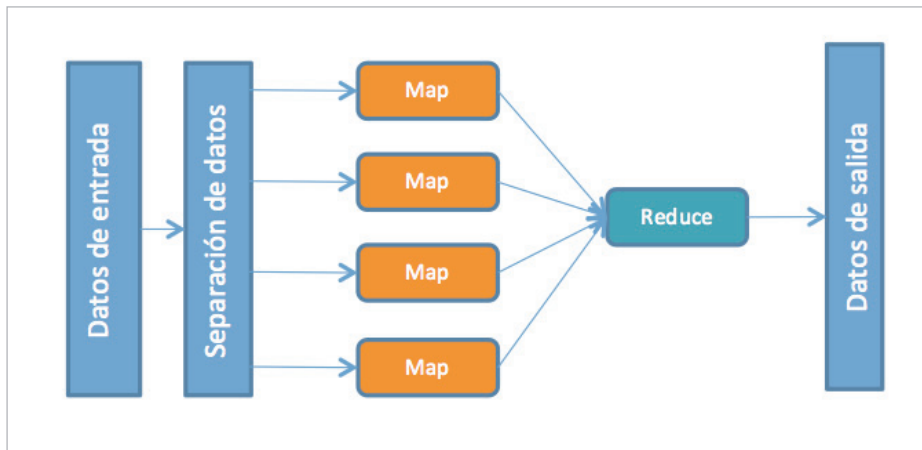 Datos de entrada
Separación de datos
Map
Map
Map
Map
Reduce
Datos de salida